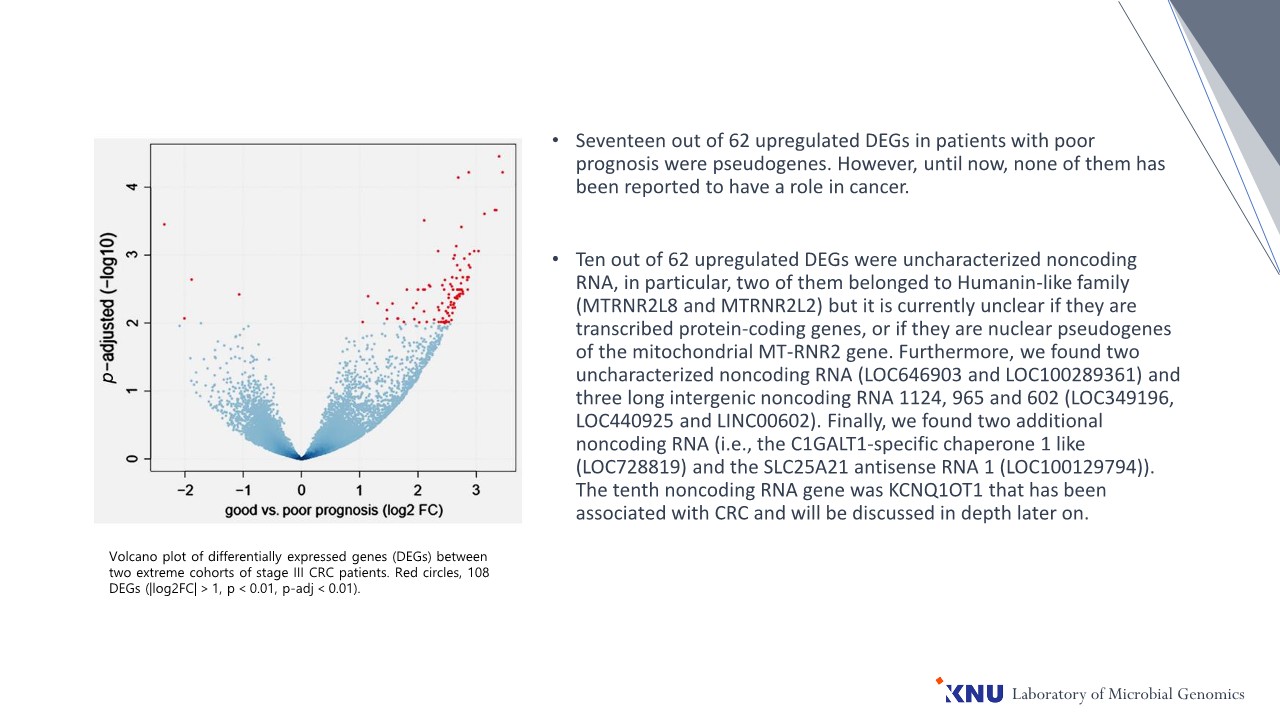 4
3
2
1
0
p-adjusted (-log10)
-2 -1 0 1 2 3
good vs. poor prognosis (log2 FC)
Volcano plot of differentially expressed genes (DEGs) between
two extreme cohorts of stage III CRC patients. Red circles, 108
DEGs (|log2FC| > 1, p < 0.01, p-adj < 0.01).
• Seventeen out of 62 upregulated DEGs in patients with poor
prognosis were pseudogenes. However, until now, none of them has
been reported to have a role in cancer.
• Ten out of 62 upregulated DEGs were uncharacterized noncoding
RNA, in particular, two of them belonged to Humanin-like family
(MTRNR2L8 and MTRNR2L2) but it is currently unclear if they are
transcribed protein-coding genes, or if they are nuclear pseudogenes
of the mitochondrial MT-RNR2 gene. Furthermore, we found two
uncharacterized noncoding RNA (LOC646903 and LOC100289361) and
three long intergenic noncoding RNA 1124, 965 and 602 (LOC349196,
LOC440925 and LINC00602). Finally, we found two additional
noncoding RNA (i.e., the C1GALT1-specific chaperone 1 like
(LOC728819) and the SLC25A21 antisense RNA 1 (LOC100129794)).
The tenth noncoding RNA gene was KCNQ1OT1 that has been
associated with CRC and will be discussed in depth later on.
KNU Laboratory of Microbial Genomics